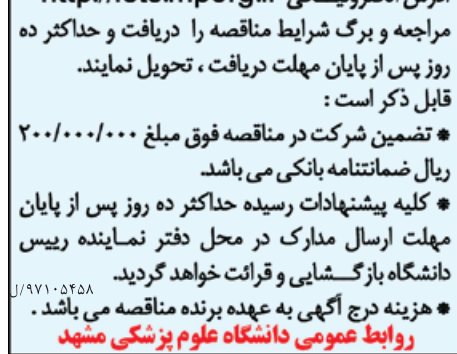 مراجعه و برگ شرایط مناقصه را دریافت و حداکثر ده
روز پس از پایان مهلت دریافت ، تحویل نمایند.
قابل ذکر است :
* تضمین شرکت در مناقصه فوق مبلغ ۲۰۰/۰۰۰/۰۰۰
ریال ضمانتنامه بانکی می باشد.
* کلیه پیشنهادات رسیده حداکثر ده روز پس از پایان
مهلت ارسال مدارک در محل دفتر نماینده رییس
دانشگاه بازگشایی و قرائت خواهد گردید.
۹۷۱۰۵۴۵۸/ل
* هزینه درج آگهی به عهده برنده مناقصه می باشد .
روابط عمومی دانشگاه علوم پزشکی مشهد